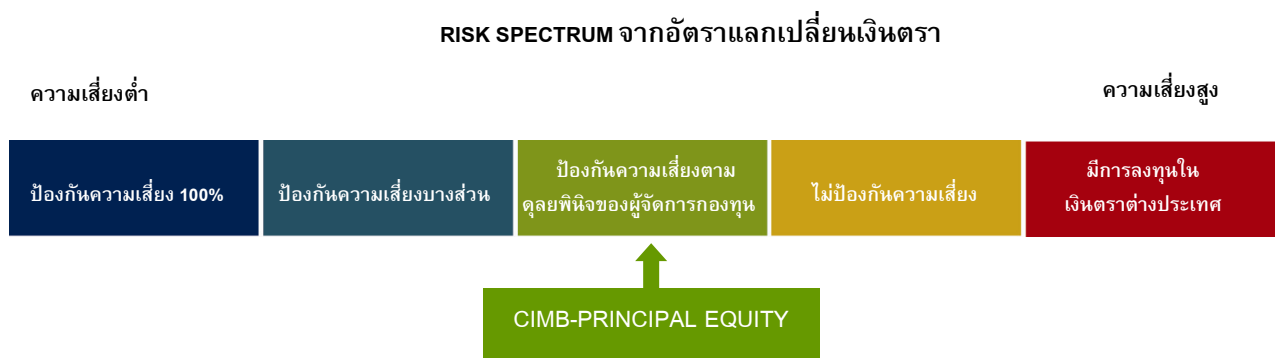 RISK SPECTRUM จากอัตราแลกเปลี่ยนเงินตรา
ความเสี่ยงต่ำ
ความเสี่ยงสูง
ป้องกันความเสี่ยง 100%
ป้องกันความเสี่ยงบางส่วน
ป้องกันความเสี่ยงตาม
ดุลยพินิจของผู้จัดการกองทุน
ไม่ป้องกันความเสี่ยง
มีการลงทุนใน
เงินตราต่างประเทศ
CIMB-PRINCIPAL EQUITY